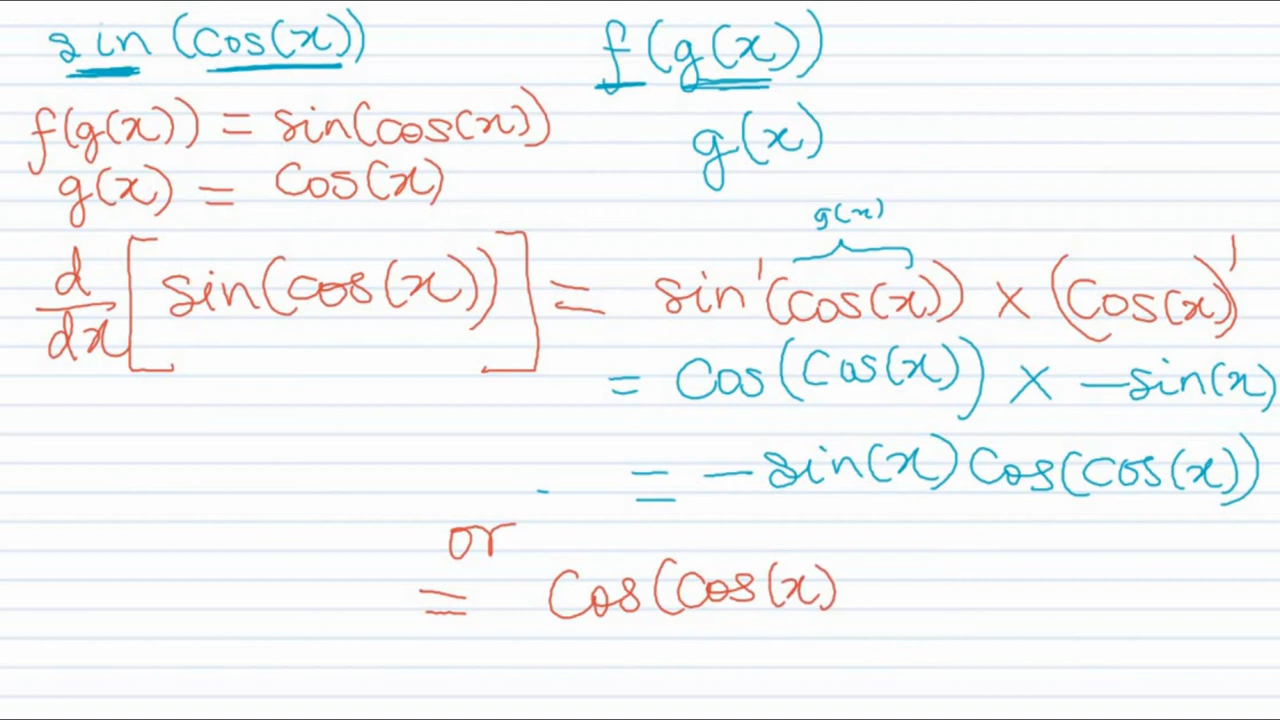 sin (cos(x)) f(g(x))
f(g(x)) = sin(cos(x)) g(x)
g(x) = cos(x)
g(x)
d/dx [sin(cos(x))] = sin'(cos(x)) × (cos(x))'
= cos(cos(x)) × -sin(x)
= -sin(x) cos(cos(x))
or
= cos(cos(x)